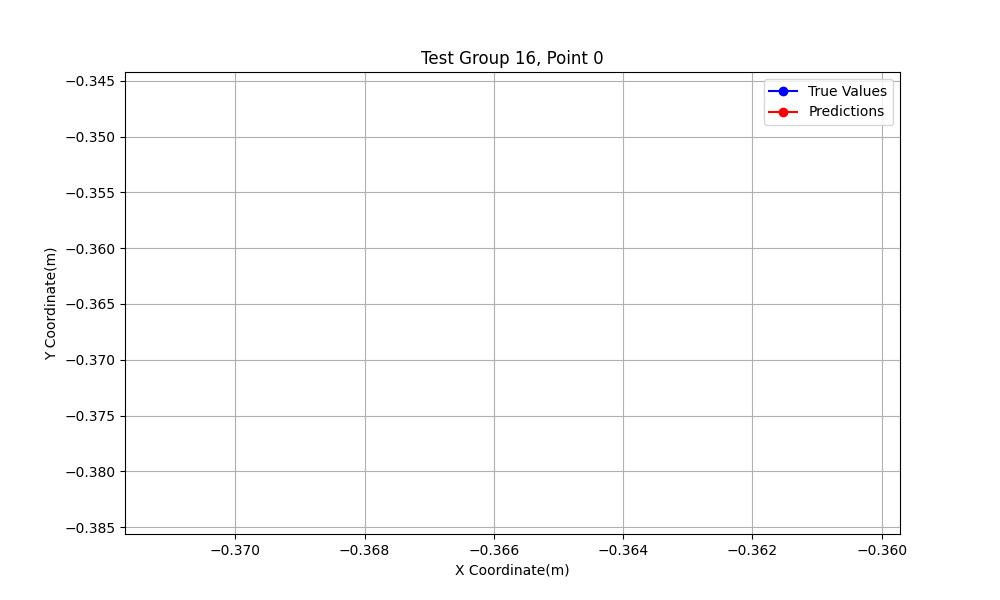 Test Group 16, Point 0
True Values
Predictions
Y Coordinate(m)
−0.345
−0.350
−0.355
−0.360
−0.365
−0.370
−0.375
−0.380
−0.385
−0.370 −0.368 −0.366 −0.364 −0.362 −0.360
X Coordinate(m)